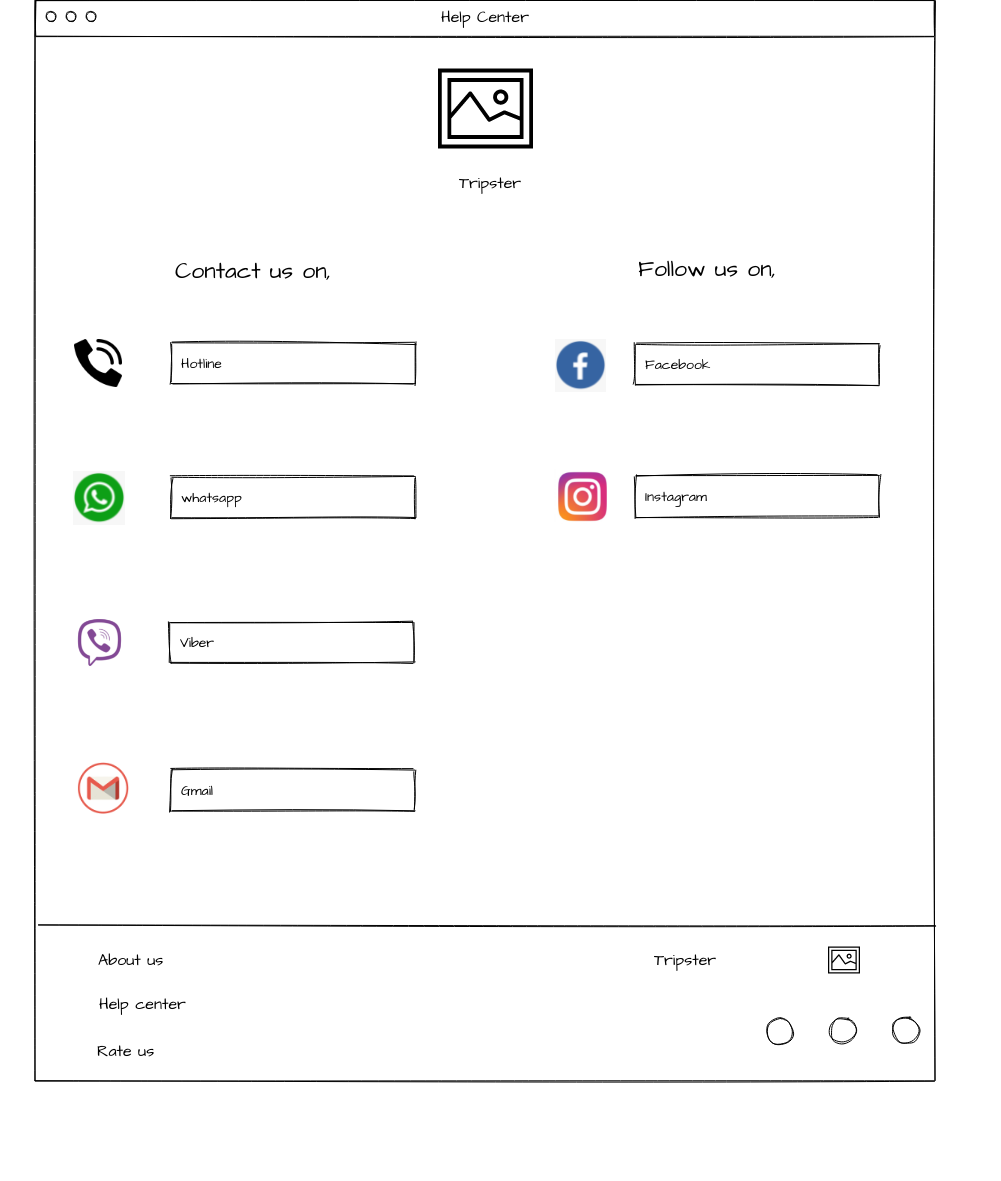 Help Center
Tripster
Contact us on,
Follow us on,
Hotline
Facebook
whatsapp
Instagram
Viber
Gmail
About us
Tripster
Help center
Rate us